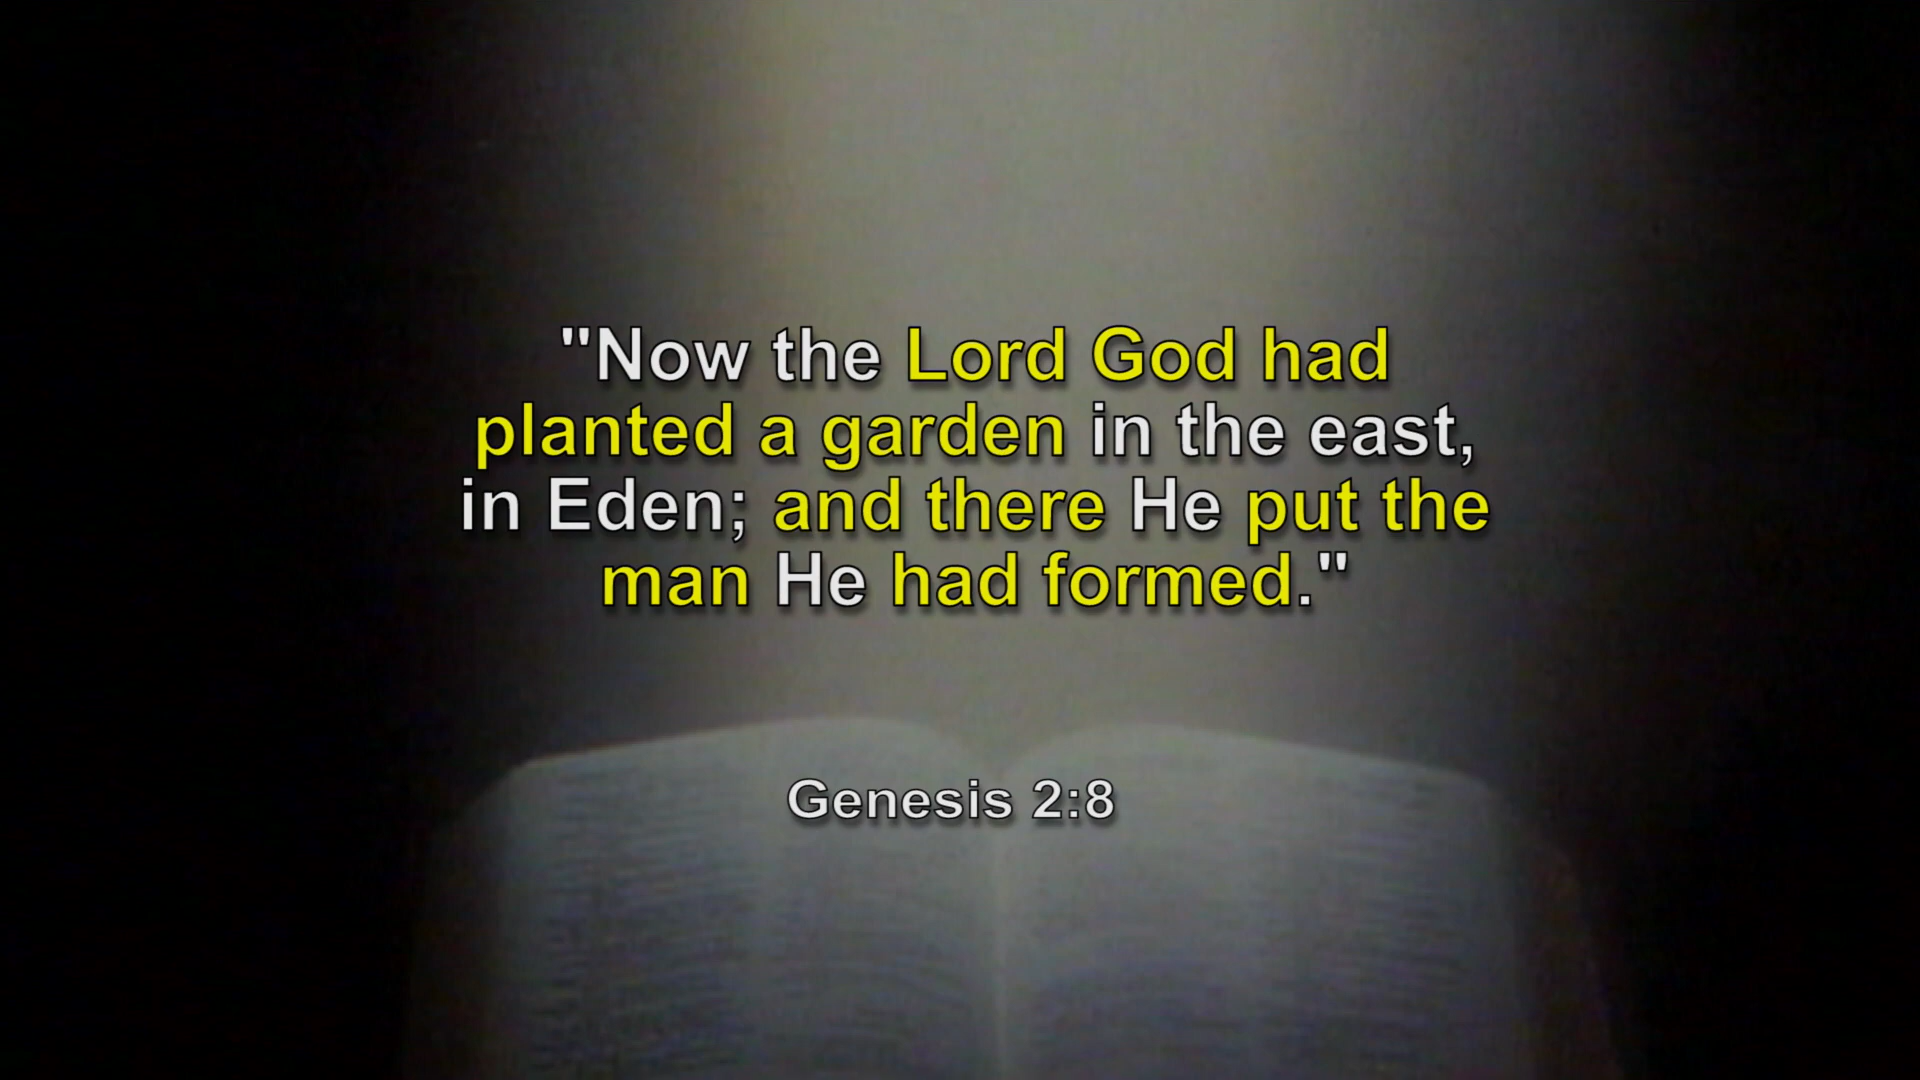 "Now the Lord God had
planted a garden in the east,
in Eden; and there He put the
man He had formed."
Genesis 2:8